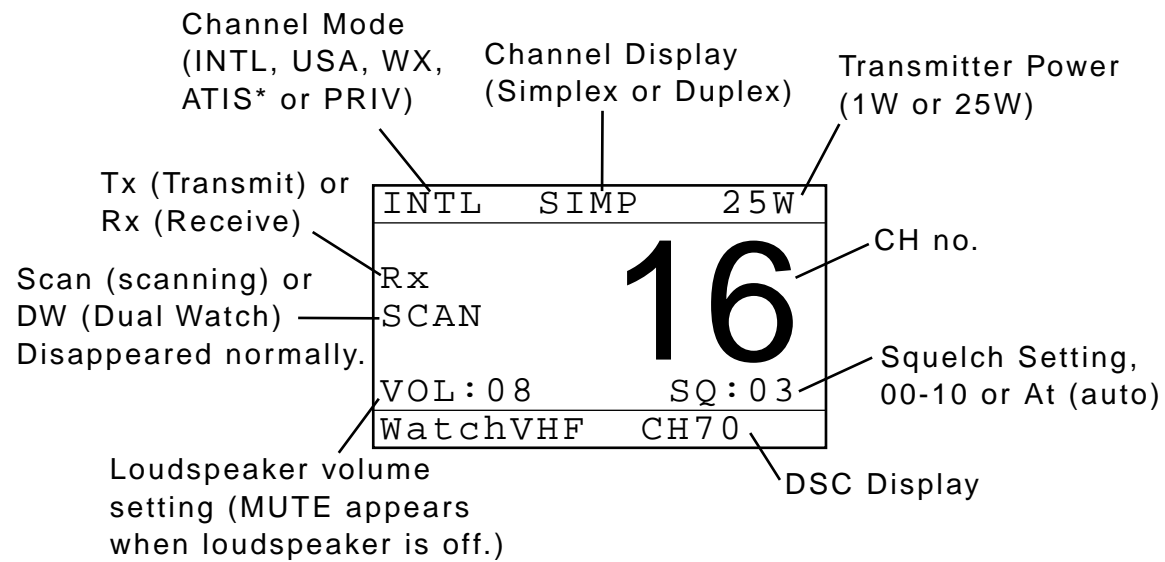 Channel Mode
(INTL, USA, WX,
ATIS* or PRIV)
Channel Display
(Simplex or Duplex)
Transmitter Power
(1W or 25W)
Tx (Transmit) or
Rx (Receive)
Scan (scanning) or
DW (Dual Watch)
Disappeared normally.
INTL SIMP 25W
Rx
SCAN
16
VOL:08 SQ:03
WatchVHF CH70
CH no.
Squelch Setting,
00-10 or At (auto)
Loudspeaker volume
setting (MUTE appears
when loudspeaker is off.)
DSC Display